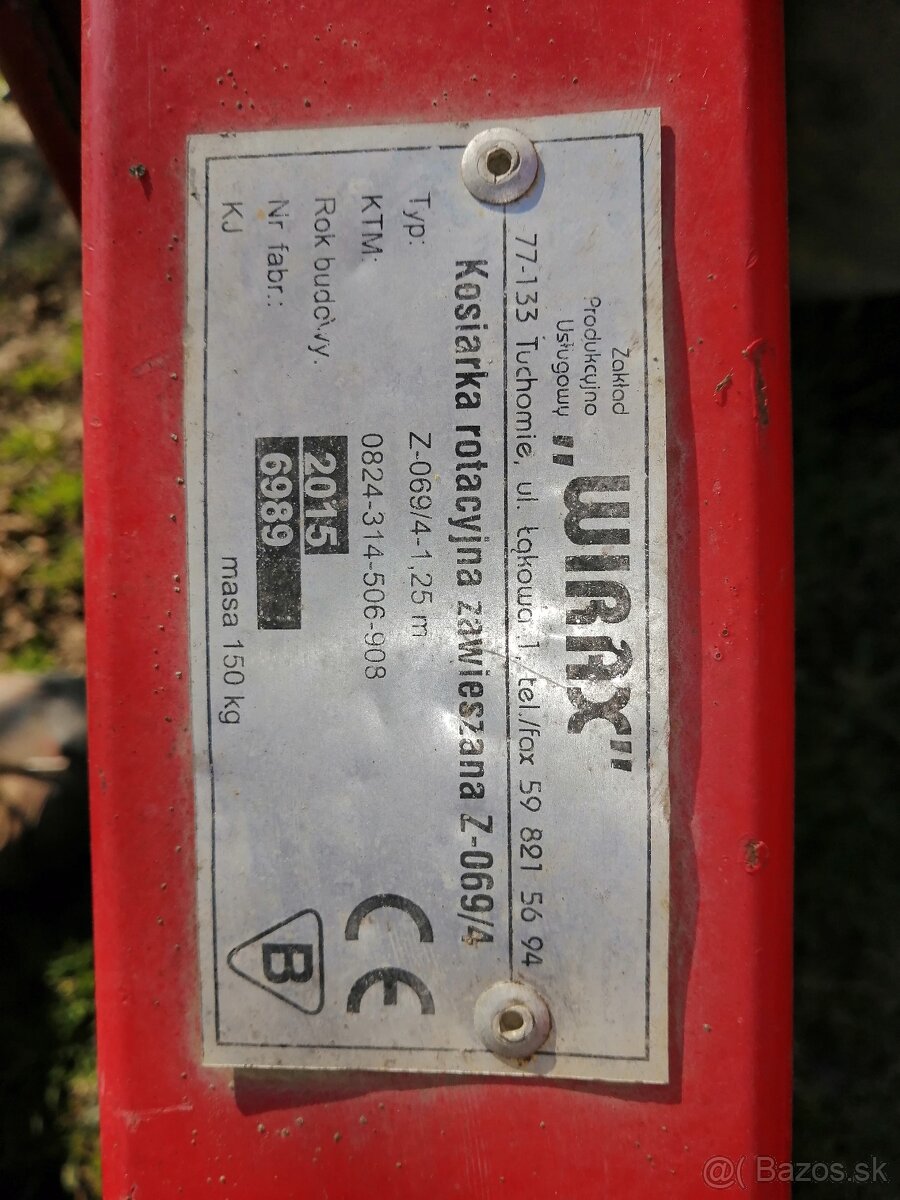 Zakład
Produkcyjno
Usługowy
„WIRAX”
77-133 Tuchomie, ul. Łąkowa 1, tel./fax 59 821 56 94
Kosiarka rotacyjna zawieszana Z-069/4
Typ: Z-069/4-1,25 m
KTM: 0824-314-506-908
Rok budowy. 2015
Nr fabr.: 6989
KJ masa 150 kg
CE
B
@( Bazos.sk